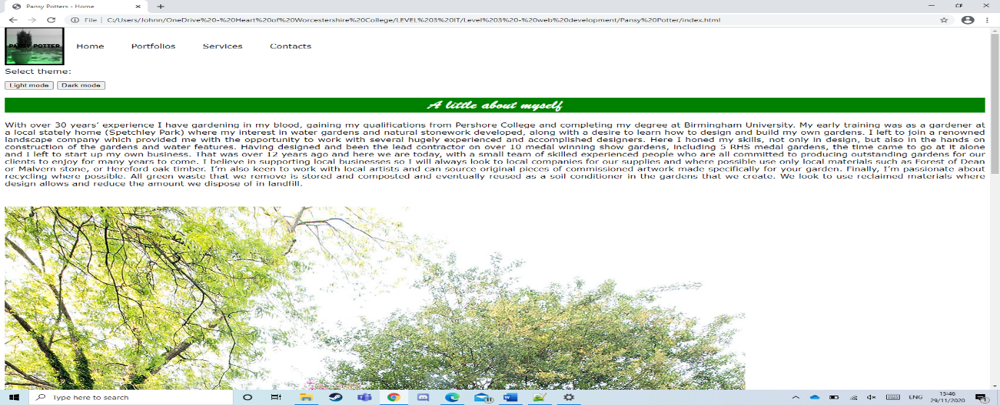 Pansy Potters - Home
File | C:/Users/Johnn/OneDrive%20-%20Heart%20of%20Worcestershire%20College/LEVEL%203%20IT/Level%203%20-%20web%20development/Pansy%20Potter/index.html
PANSY POTTER
Home Portfolios Services Contacts
Select theme:
Light mode Dark mode
A little about myself
With over 30 years’ experience I have gardening in my blood, gaining my qualifications from Pershore College and completing my degree at Birmingham University. My early training was as a gardener at
a local stately home (Spetchley Park) where my interest in water gardens and natural stonework developed, along with a desire to learn how to design and build my own gardens. I left to join a renowned
landscape company which provided me with the opportunity to work with several hugely experienced and accomplished designers. Here I honed my skills, not only in design, but also in the hands on
construction of the gardens and water features. Having designed and been the lead contractor on over 10 medal winning show gardens, including 5 RHS medal gardens, the time came to go at it alone
and I left to start up my own business. That was over 12 years ago and here we are today, with a small team of skilled experienced people who are all committed to producing outstanding gardens for our
clients to enjoy for many years to come. I believe in supporting local businesses so I will always look to local companies for our supplies and where possible use only local materials such as Forest of Dean
or Malvern stone, or Hereford oak timber. I’m also keen to work with local artists and can source original pieces of commissioned artwork made specifically for your garden. Finally, I’m passionate about
recycling where possible. All green waste that we remove is stored and composted and eventually reused as a soil conditioner in the gardens that we create. We look to use reclaimed materials where
design allows and reduce the amount we dispose of in landfill.
Type here to search
11
ENG
15:46
29/11/2020